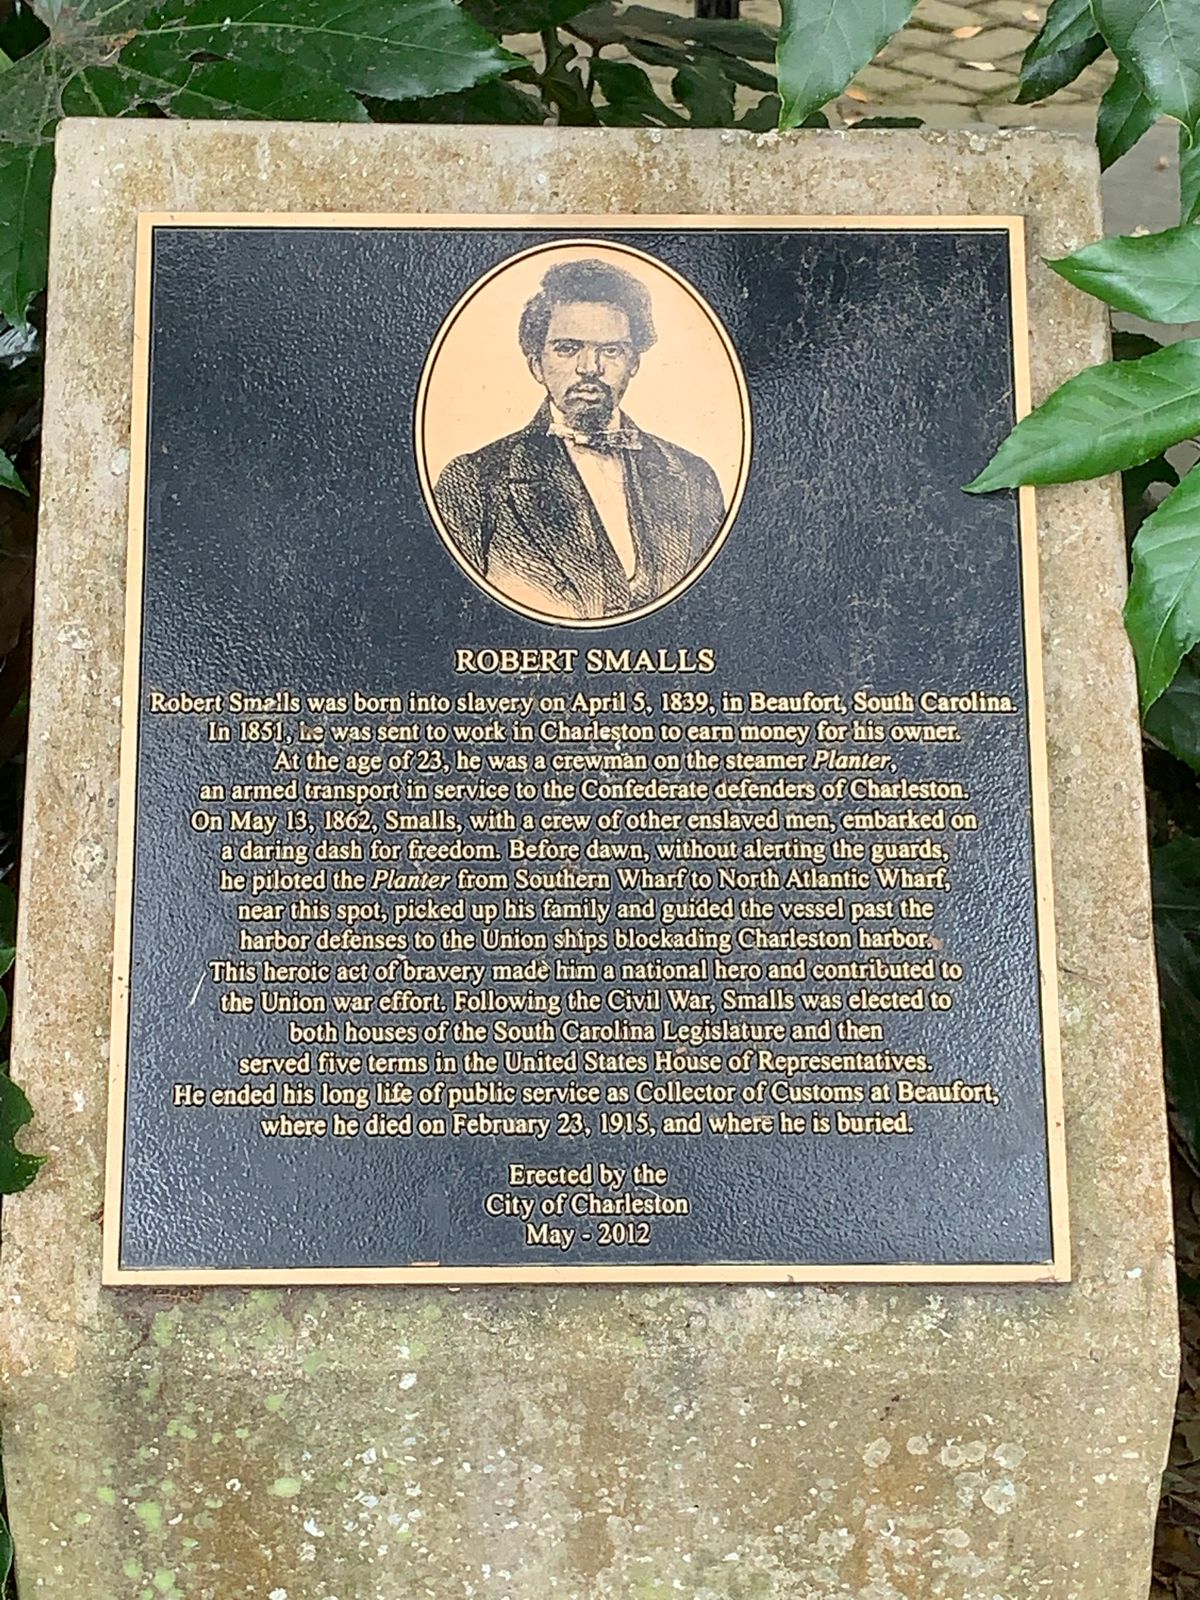 ROBERT SMALLS
Robert Smalls was born into slavery on April 5, 1839, in Beaufort, South Carolina.
In 1851, he was sent to work in Charleston to earn money for his owner.
At the age of 23, he was a crewman on the steamer Planter,
an armed transport in service to the Confederate defenders of Charleston.
On May 13, 1862, Smalls, with a crew of other enslaved men, embarked on
a daring dash for freedom. Before dawn, without alerting the guards,
he piloted the Planter from Southern Wharf to North Atlantic Wharf,
near this spot, picked up his family and guided the vessel past the
harbor defenses to the Union ships blockading Charleston harbor.
This heroic act of bravery made him a national hero and contributed to
the Union war effort. Following the Civil War, Smalls was elected to
both houses of the South Carolina Legislature and then
served five terms in the United States House of Representatives.
He ended his long life of public service as Collector of Customs at Beaufort,
where he died on February 23, 1915, and where he is buried.
Erected by the
City of Charleston
May - 2012